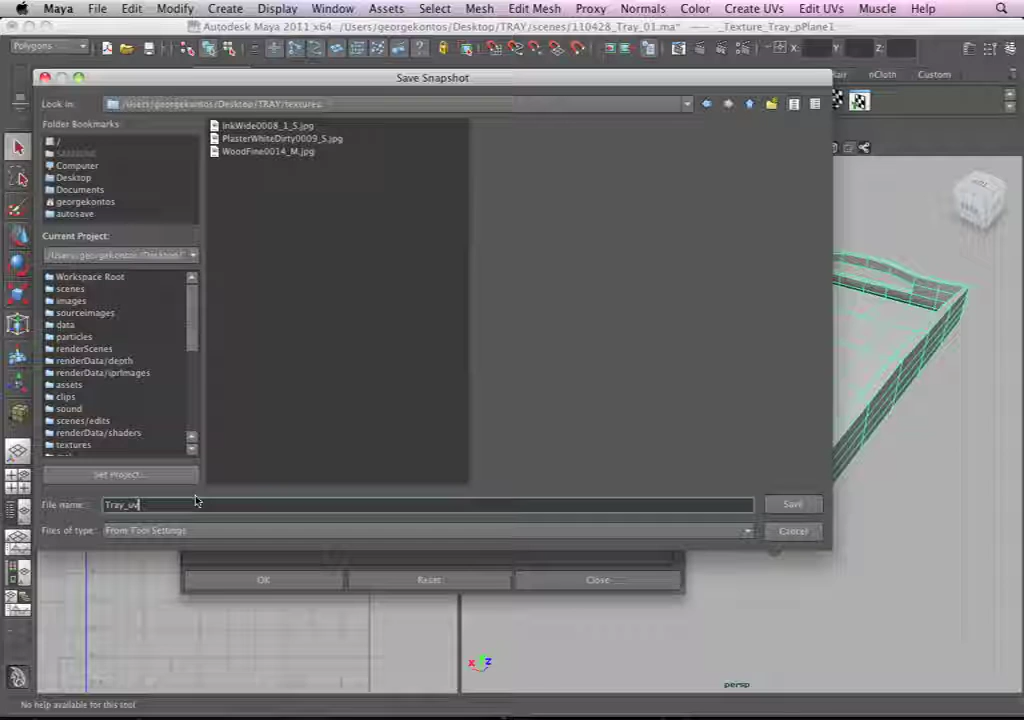 Maya File Edit Modify Create Display Window Assets Select Mesh Edit Mesh Proxy Normals Color Create UVs Edit UVs Muscle Help
Autodesk Maya 2011 x64: /Users/georgekontos/Desktop/TRAY/scenes/110428_Tray_01.ma* -- _Texture_Tray_pPlane1
Polygons X: Y: Z:
Save Snapshot
Hair nCloth Custom
Look in: /Users/georgekontos/Desktop/TRAY/textures
Folder Bookmarks:
/
Computer
Desktop
Documents
georgekontos
autosave
InkWide0008_1_S.jpg
PlasterWhiteDirty0009_S.jpg
WoodFine0014_M.jpg
Current Project:
/Users/georgekontos/Desktop/
Workspace Root
scenes
images
sourceimages
data
particles
renderScenes
renderData/depth
renderData/iprImages
assets
clips
sound
scenes/edits
renderData/shaders
textures
Set Project...
File name: Tray_uv Save
Files of type: From Tool Settings Cancel
OK Reset Close
x z
persp
No help available for this tool